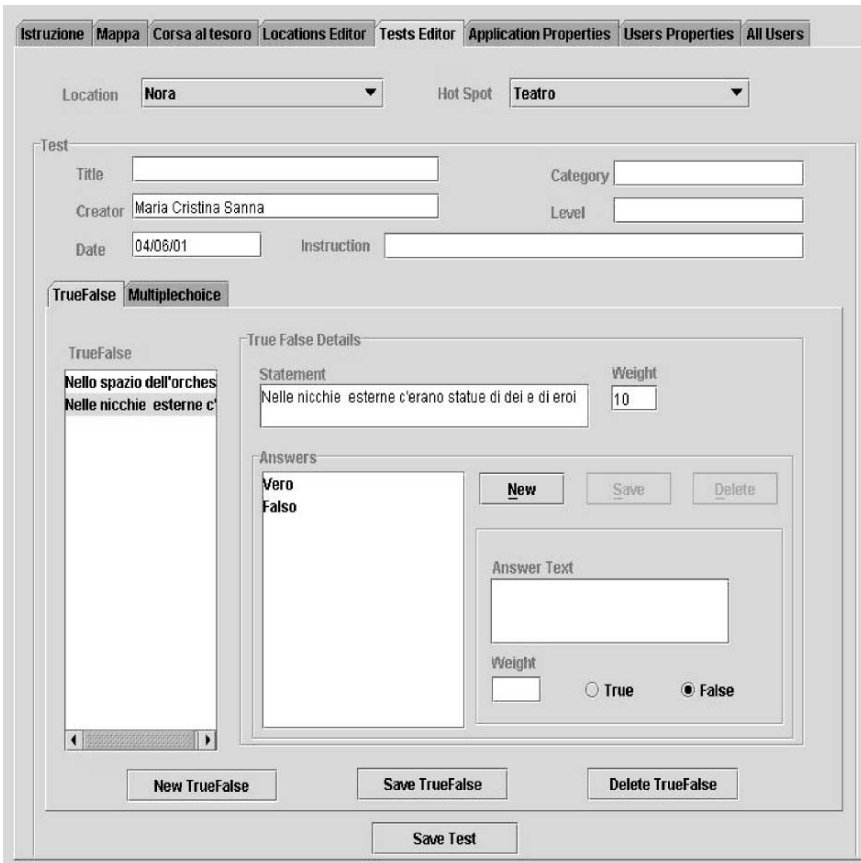 Istruzione Mappa Corsa al tesoro Locations Editor Tests Editor Application Properties Users Properties All Users
Location Nora Hot Spot Teatro
Test
Title Category
Creator Maria Cristina Sanna Level
Date 04/06/01 Instruction
TrueFalse Multiplechoice
TrueFalse
Nello spazio dell'orches
Nelle nicchie esterne c'
True False Details
Statement Weight
Nelle nicchie esterne c'erano statue di dei e di eroi 10
Answers
Vero
Falso
New Save Delete
Answer Text
Weight
True False
New TrueFalse Save TrueFalse Delete TrueFalse
Save Test